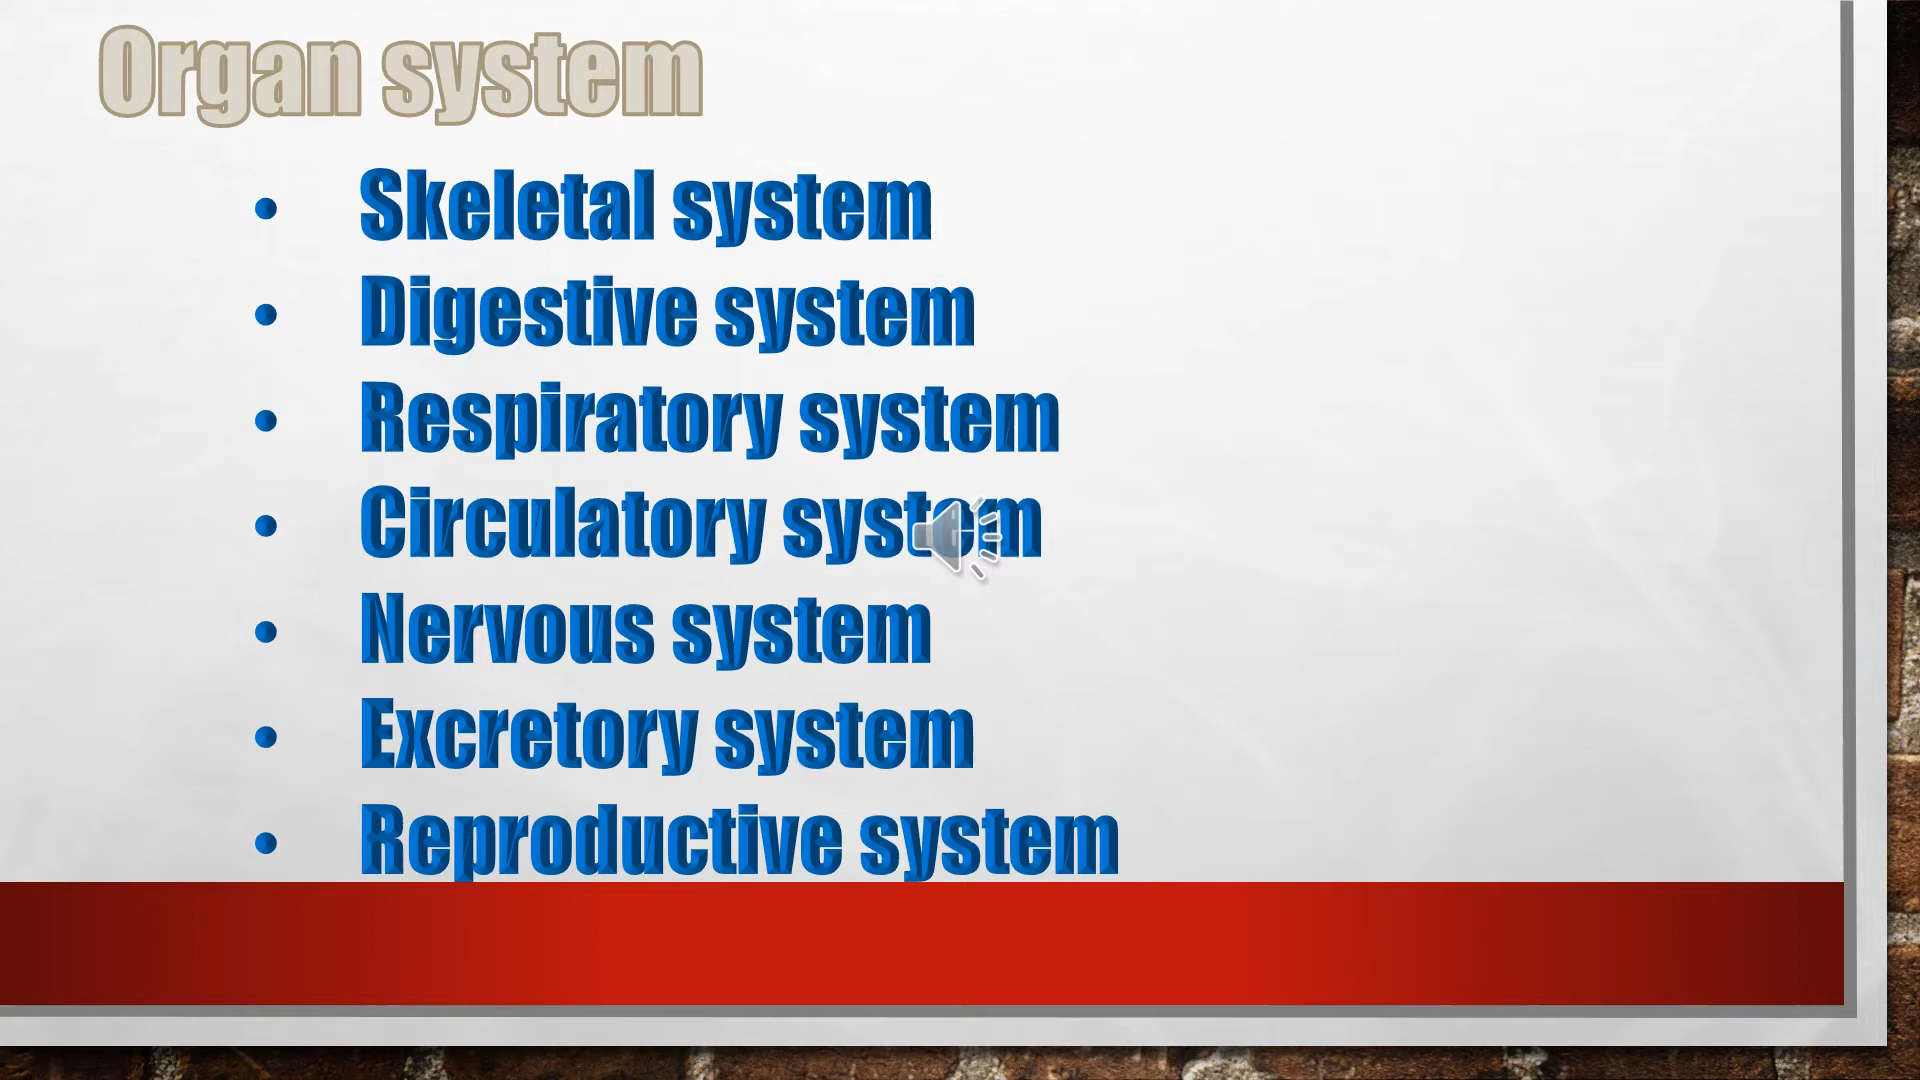 Organ system
• Skeletal system
• Digestive system
• Respiratory system
• Circulatory system
• Nervous system
• Excretory system
• Reproductive system